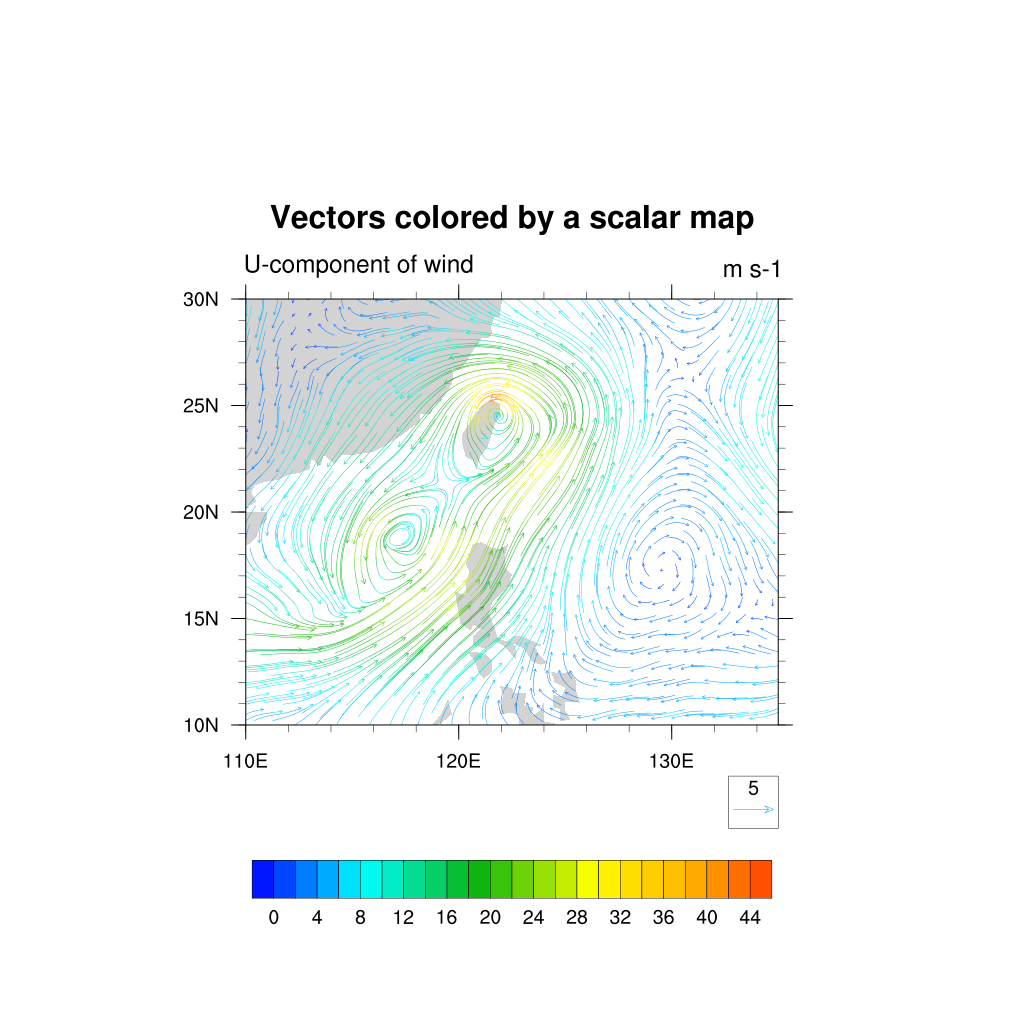 Vectors colored by a scalar map
U-component of wind
m s-1
30N
25N
20N
15N
10N
110E 120E 130E
5
0 4 8 12 16 20 24 28 32 36 40 44